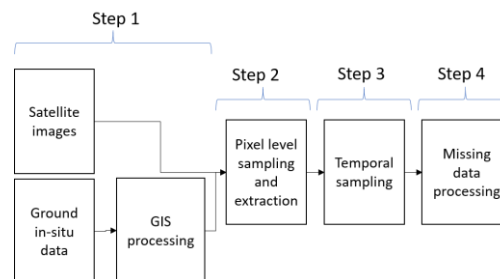 Step 1
Step 2
Step 3
Step 4
Satellite
images
Ground
in-situ
data
GIS
processing
Pixel level
sampling
and
extraction
Temporal
sampling
Missing
data
processing